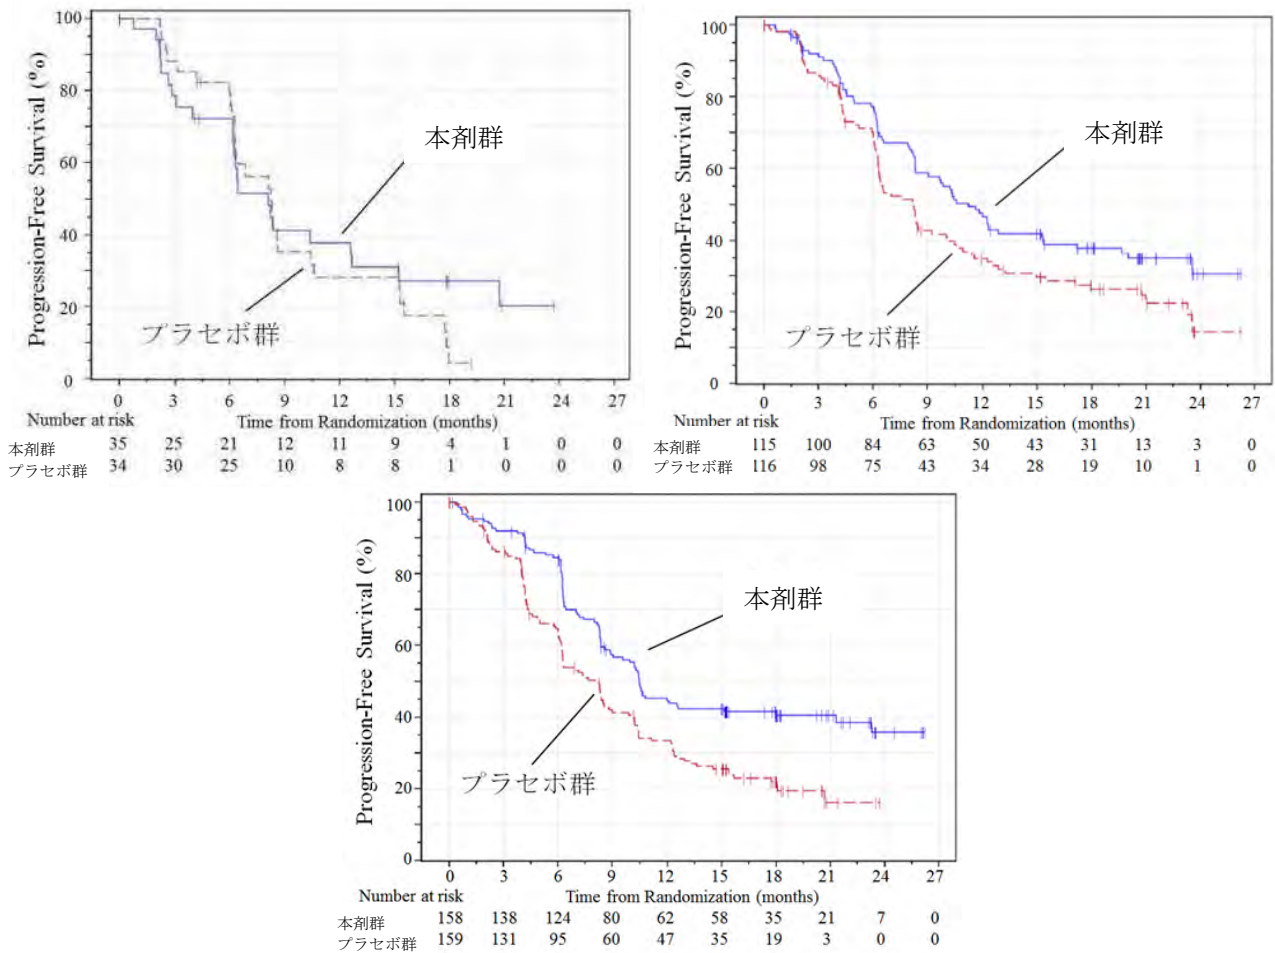 Progression-Free Survival (%)
100
80
60
40
20
0
本剤群
プラセボ群
0 3 6 9 12 15 18 21 24 27
Number at risk Time from Randomization (months)
本剤群 35 25 21 12 11 9 4 1 0 0
プラセボ群 34 30 25 10 8 8 1 0 0 0
Progression-Free Survival (%)
100
80
60
40
20
0
本剤群
プラセボ群
0 3 6 9 12 15 18 21 24 27
Number at risk Time from Randomization (months)
本剤群 115 100 84 63 50 43 31 13 3 0
プラセボ群 116 98 75 43 34 28 19 10 1 0
Progression-Free Survival (%)
100
80
60
40
20
0
本剤群
プラセボ群
0 3 6 9 12 15 18 21 24 27
Number at risk Time from Randomization (months)
本剤群 158 138 124 80 62 58 35 21 7 0
プラセボ群 159 131 95 60 47 35 19 3 0 0